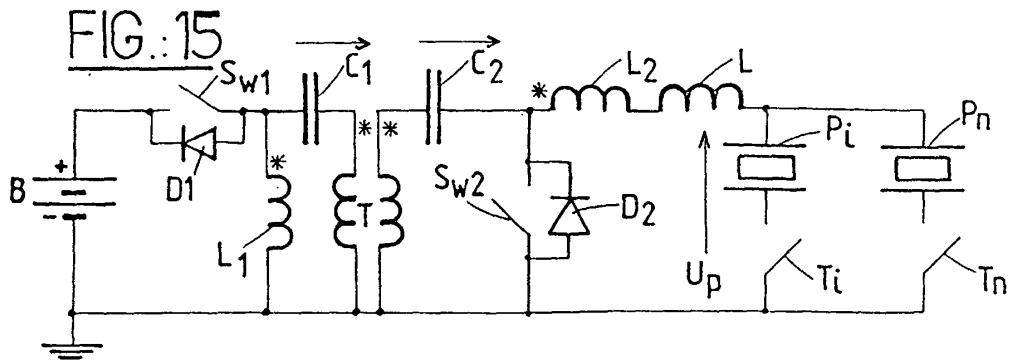 FIG.:15
Sw1
C1
C2
L2
L
*
*
*
*
Pi
Pn
+
B
-
D1
L1
T
Sw2
D2
Up
Ti
Tn